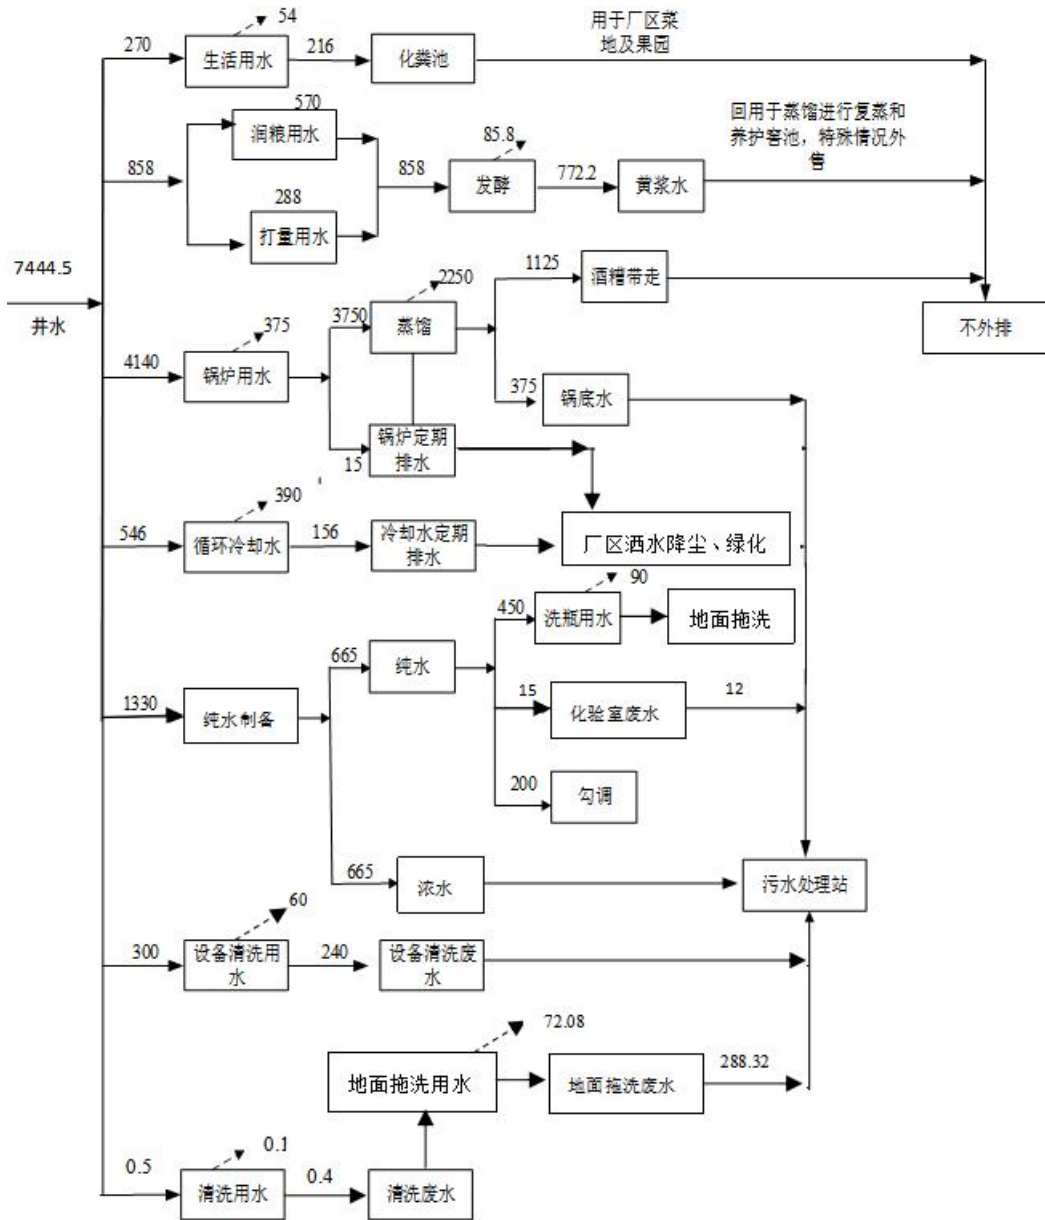 54
270
生活用水
216
化粪池
用于厂区菜
地及果园
570
润粮用水
858
288
打量用水
858
85.8
发酵
772.2
黄浆水
回用于蒸馏进行复蒸和
养护窖池，特殊情况外
售
7444.5
井水
4140
375
锅炉用水
3750
蒸馏
2250
1125
酒糟带走
不外排
375
锅底水
15
锅炉定期
排水
546
390
循环冷却水
156
冷却水定期
排水
厂区洒水降尘、绿化
1330
纯水制备
665
纯水
450
洗瓶用水
90
地面拖洗
15
化验室废水
12
200
勾调
665
浓水
污水处理站
300
60
设备清洗用
水
240
设备清洗废
水
72.08
地面拖洗用水
地面拖洗废水
288.32
0.5
0.1
清洗用水
0.4
清洗废水